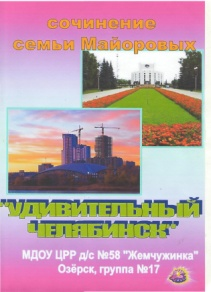 сочинение
семьи Майоровых
"УДИВИТЕЛЬНЫЙ
ЧЕЛЯБИНСК"
МДОУ ЦРР д/с №58 "Жемчужинка"
Озёрск, группа №17